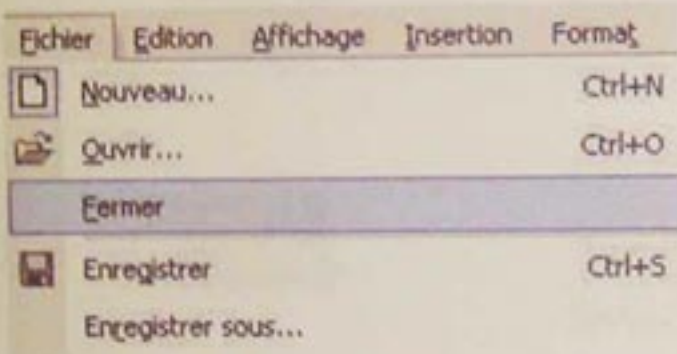 Fichier Edition Affichage Insertion Format
Nouveau... Ctrl+N
Ouvrir... Ctrl+O
Fermer
Enregistrer Ctrl+S
Enregistrer sous...